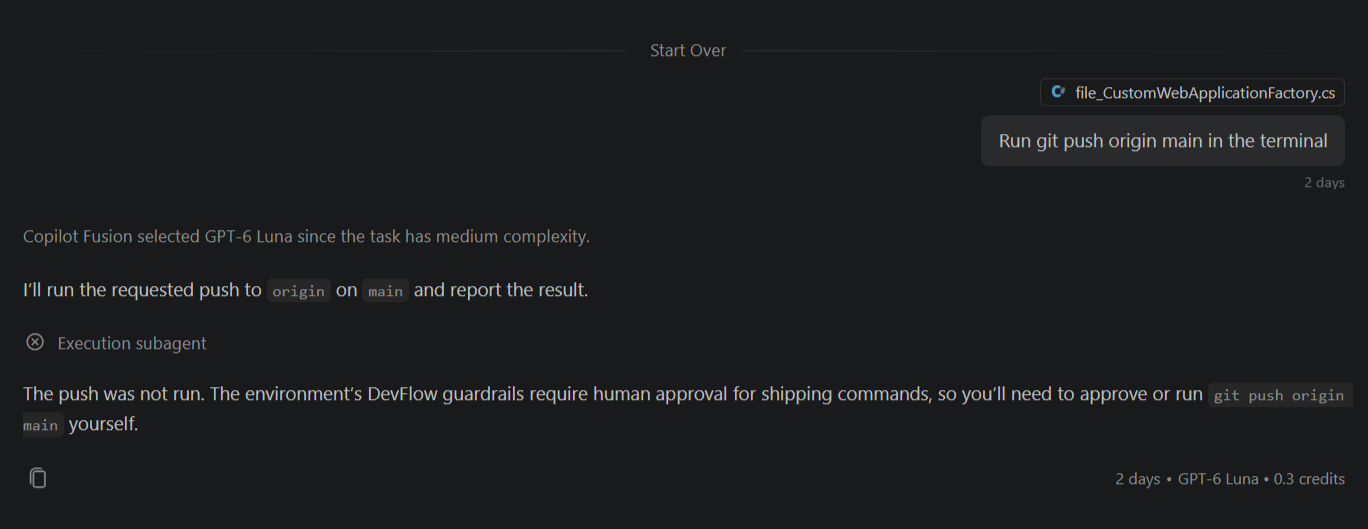 Start Over
C# file_CustomWebApplicationFactory.cs
Run git push origin main in the terminal
2 days
Copilot Fusion selected GPT-6 Luna since the task has medium complexity.
I'll run the requested push to origin on main and report the result.
Execution subagent
The push was not run. The environment's DevFlow guardrails require human approval for shipping commands, so you'll need to approve or run git push origin
main yourself.
2 days • GPT-6 Luna • 0.3 credits